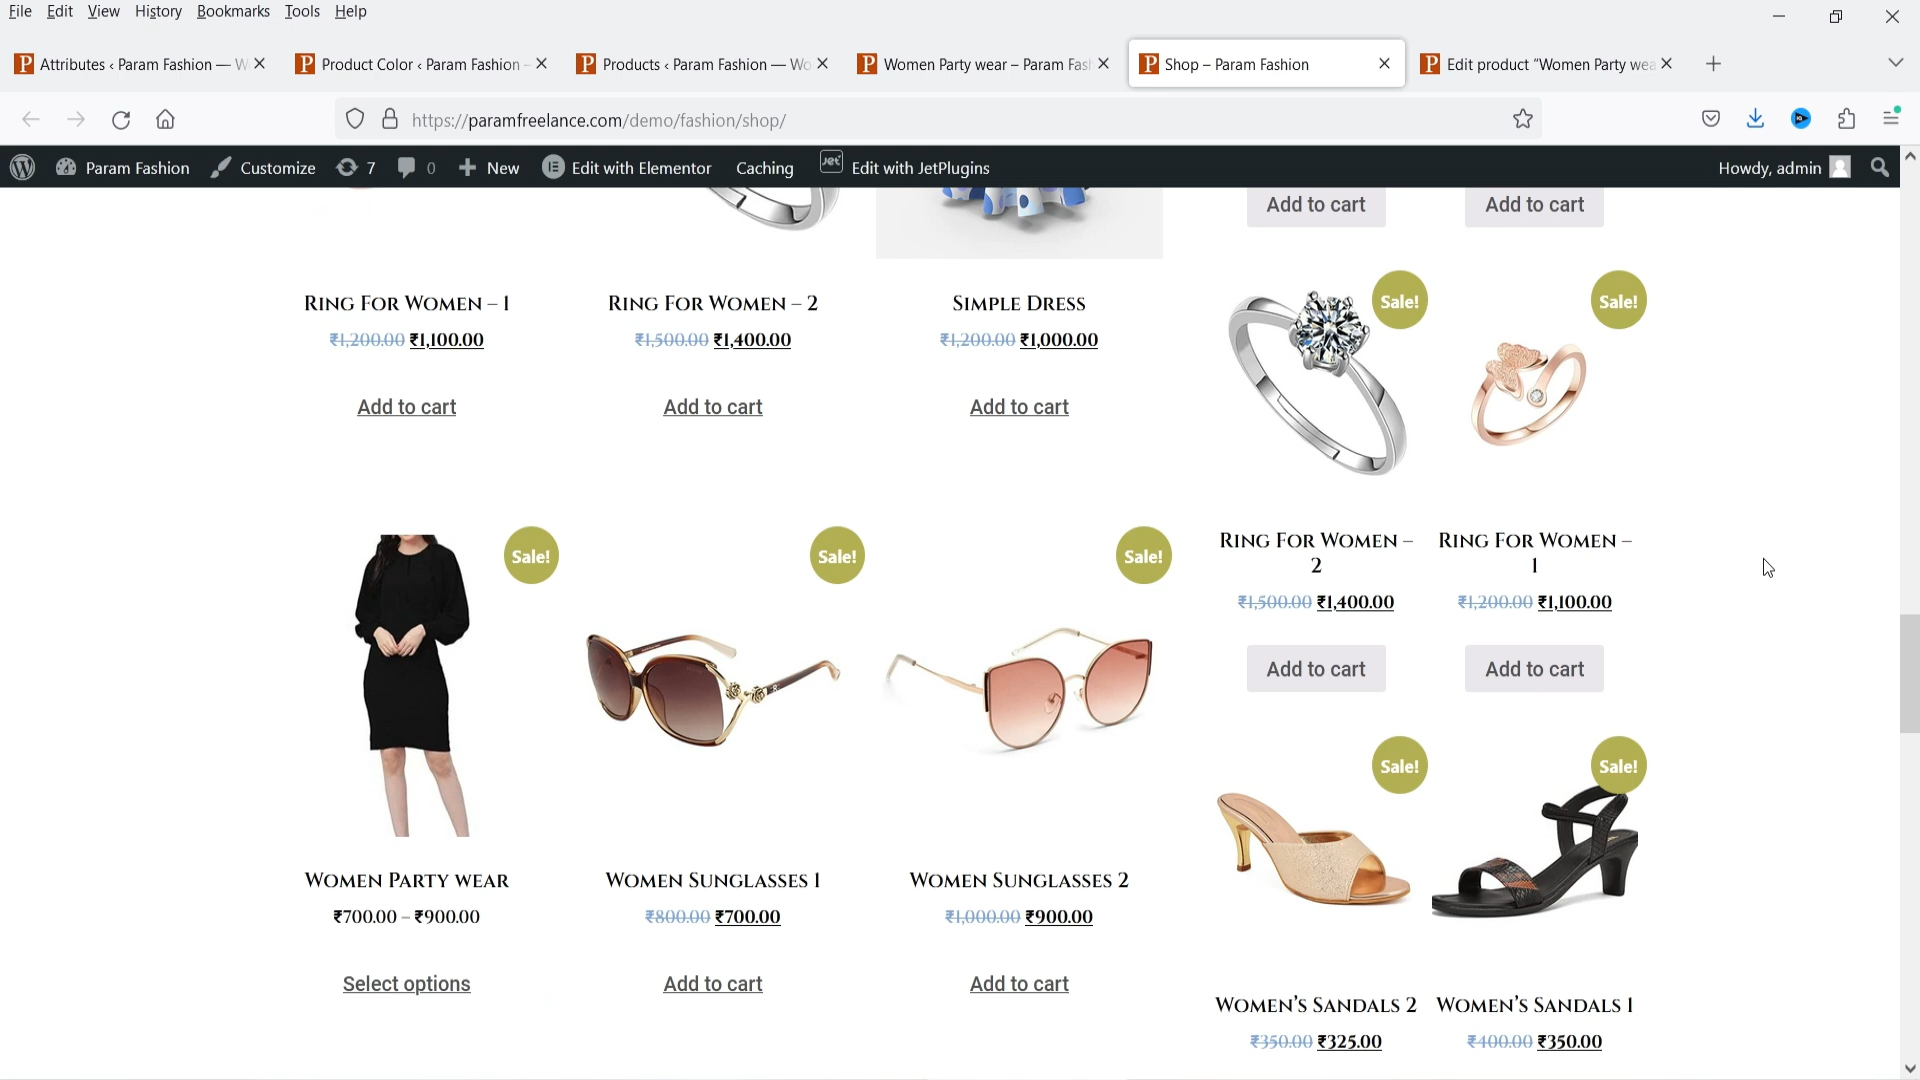 File Edit View History Bookmarks Tools Help
Attributes ‹ Param Fashion — W
Product Color ‹ Param Fashion -
Products ‹ Param Fashion — Wo
Women Party wear – Param Fas
Shop – Param Fashion
Edit product “Women Party wea
https://paramfreelance.com/demo/fashion/shop/
Param Fashion Customize 7 0 New Edit with Elementor Caching Jet Edit with JetPlugins Howdy, admin
Add to cart Add to cart
Ring For Women – 1
₹1,200.00 ₹1,100.00
Add to cart
Ring For Women – 2
₹1,500.00 ₹1,400.00
Add to cart
Simple Dress
₹1,200.00 ₹1,000.00
Add to cart
Sale!
Ring For Women –
2
₹1,500.00 ₹1,400.00
Add to cart
Sale!
Ring For Women –
1
₹1,200.00 ₹1,100.00
Add to cart
Sale!
Women Party wear
₹700.00 – ₹900.00
Select options
Sale!
Women Sunglasses 1
₹800.00 ₹700.00
Add to cart
Sale!
Women Sunglasses 2
₹1,000.00 ₹900.00
Add to cart
Sale!
Women’s Sandals 2
₹350.00 ₹325.00
Sale!
Women’s Sandals 1
₹400.00 ₹350.00